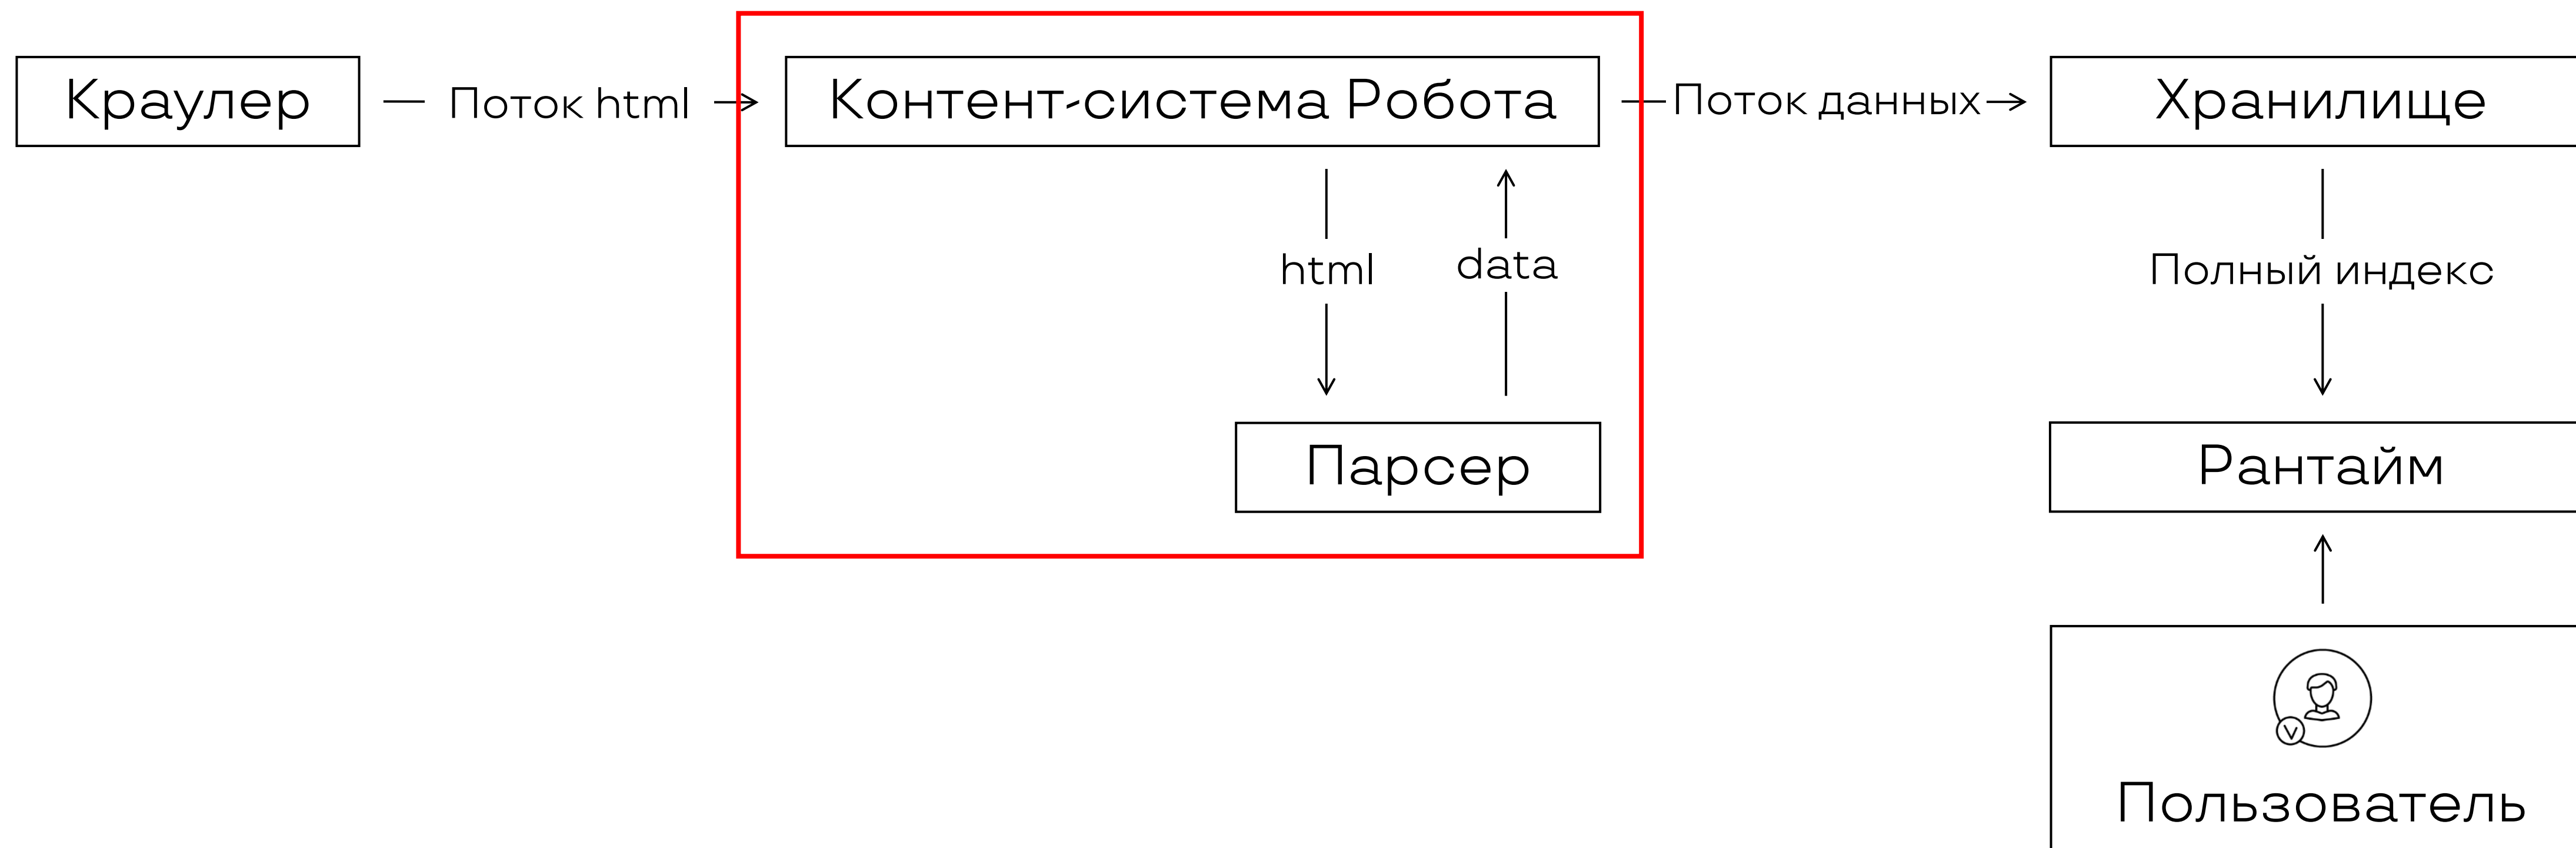 Краулер
Поток html
Контент-система Робота
Поток данных
Хранилище
html
data
Полный индекс
Парсер
Рантайм
Пользователь